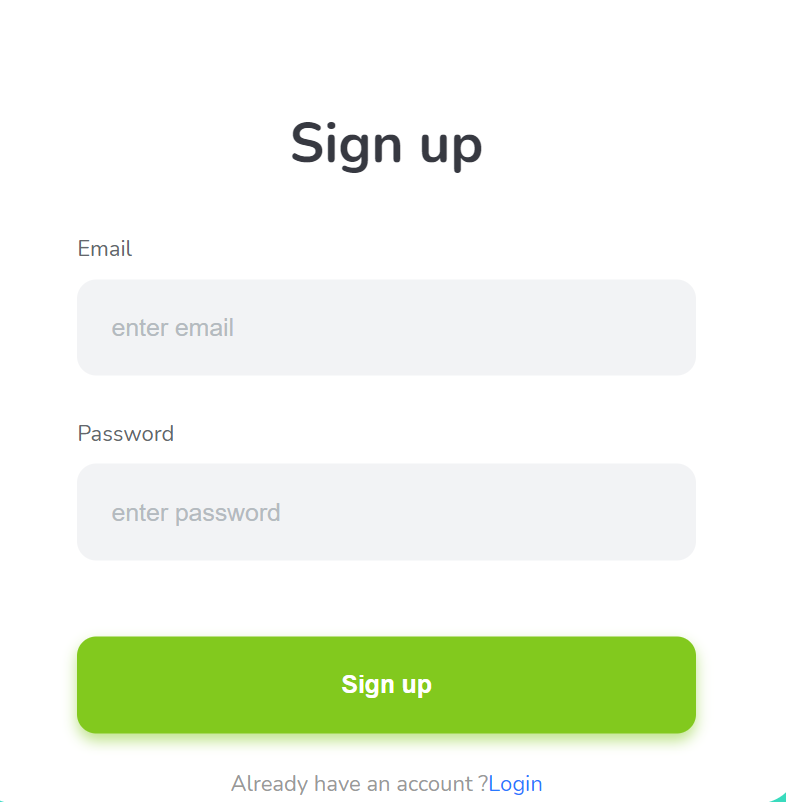 Sign up
Email
enter email
Password
enter password
Sign up
Already have an account ?Login